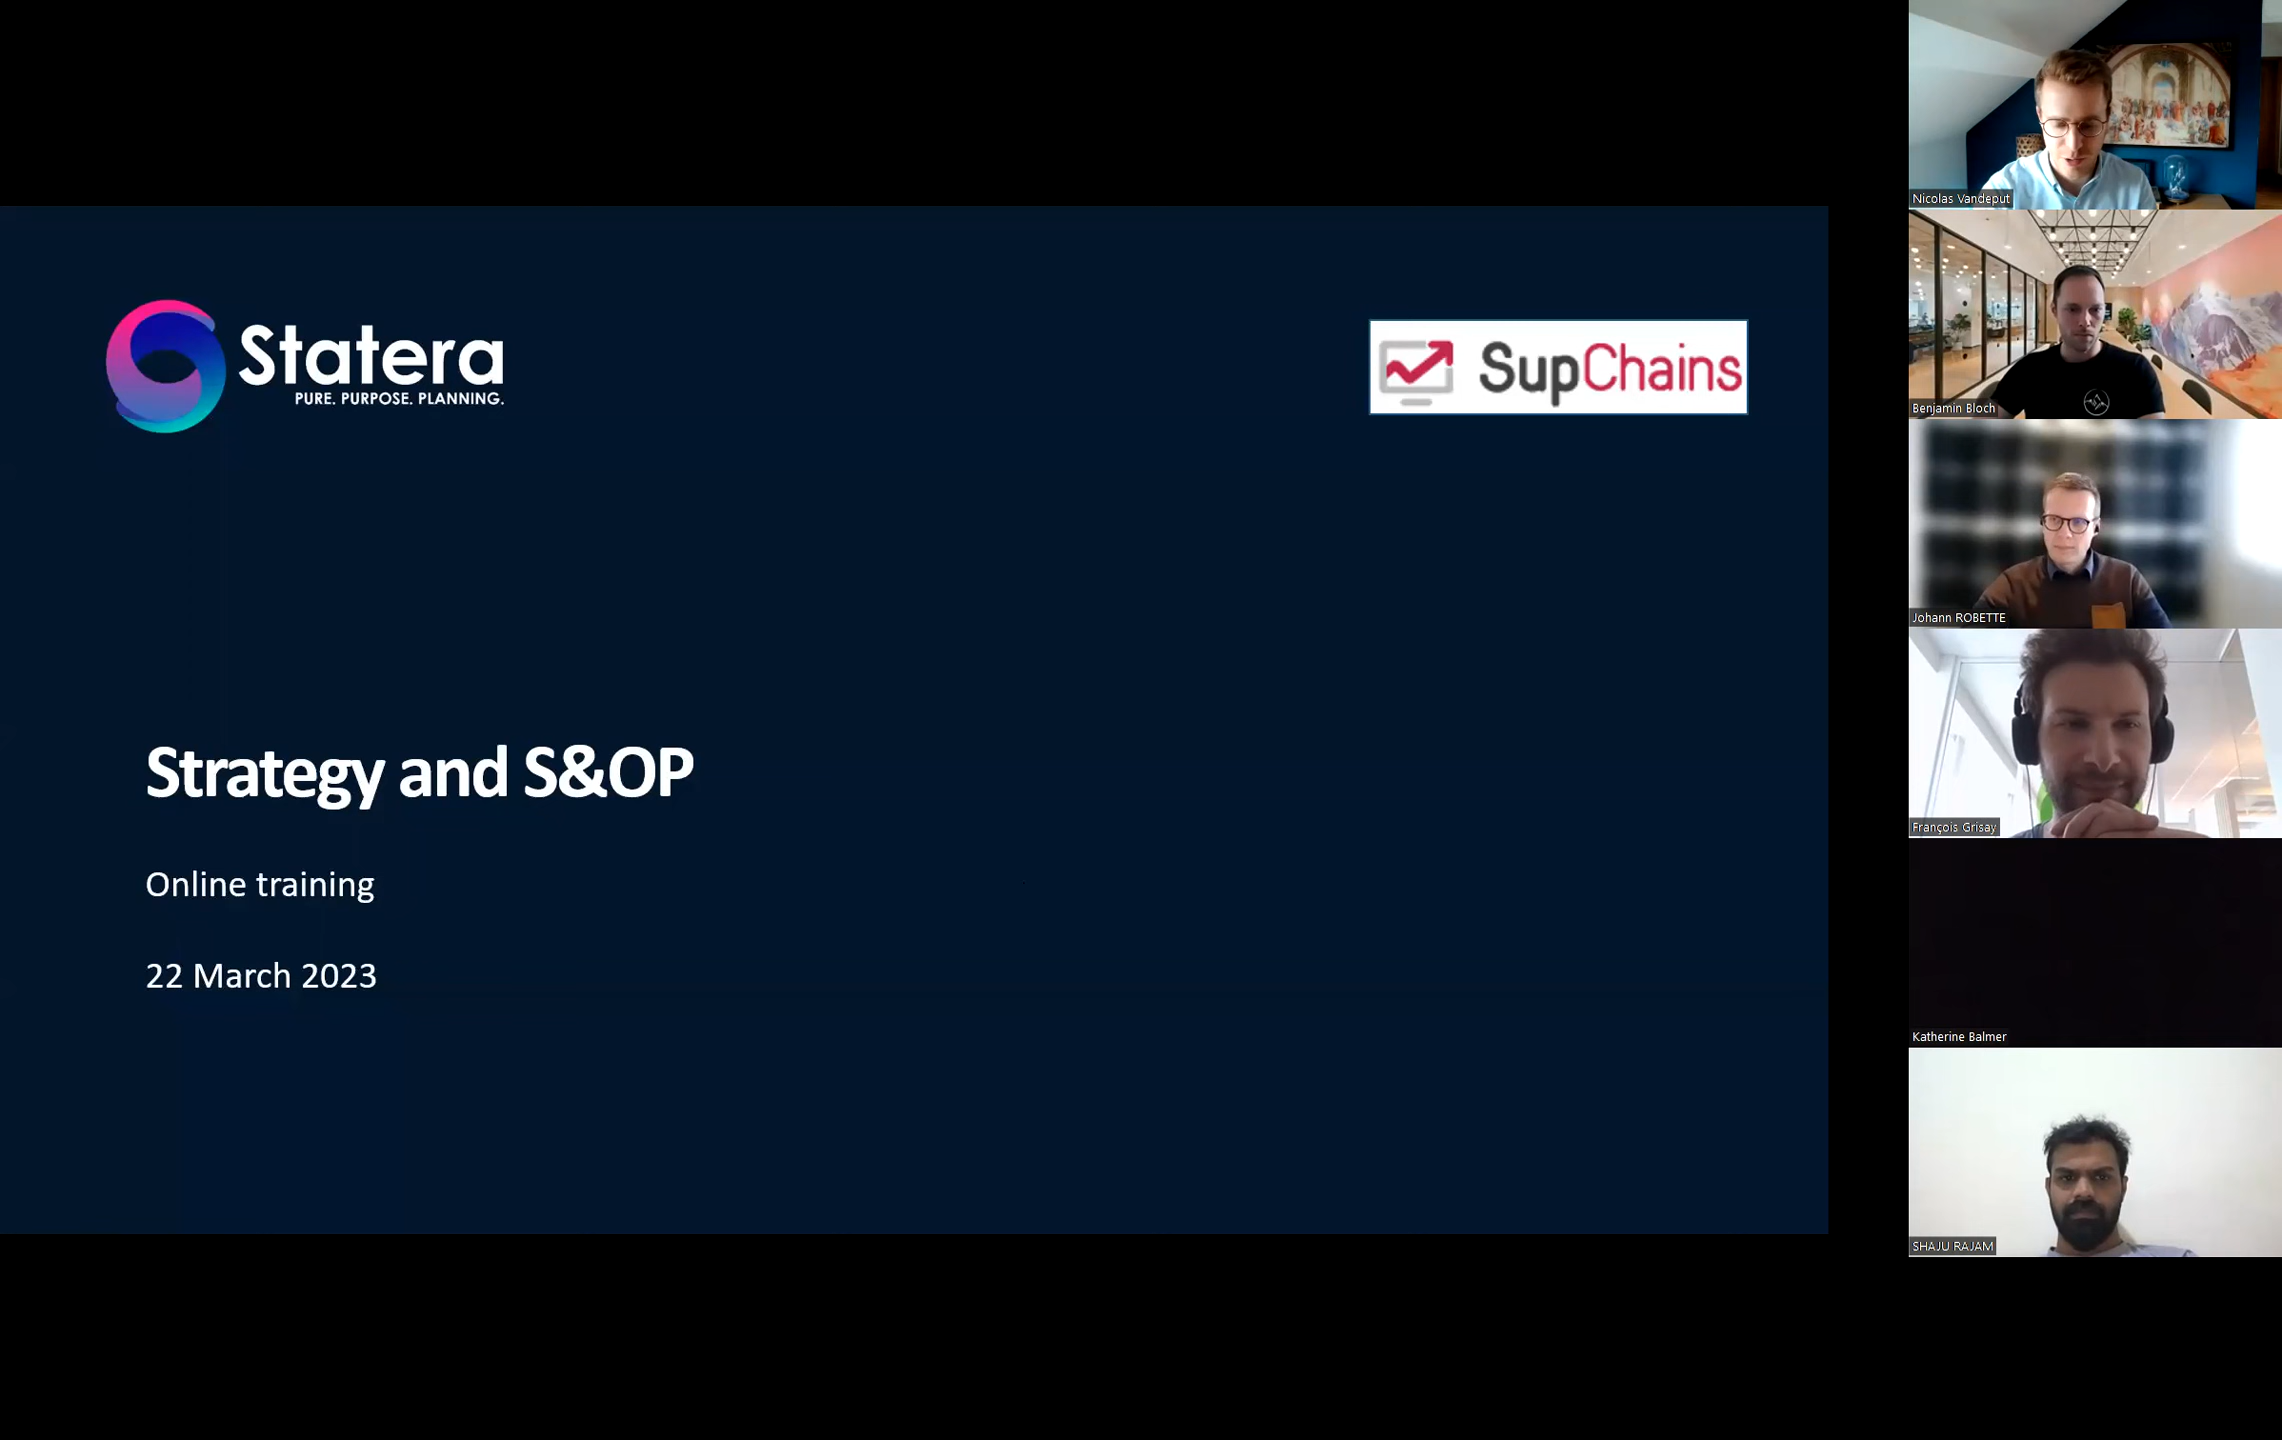 Statera
PURE. PURPOSE. PLANNING.
SupChains
Strategy and S&OP
Online training
22 March 2023
Nicolas Vandeput
Benjamin Bloch
Johann ROBETTE
François Grisay
Katherine Balmer
SHAJU RAJAM